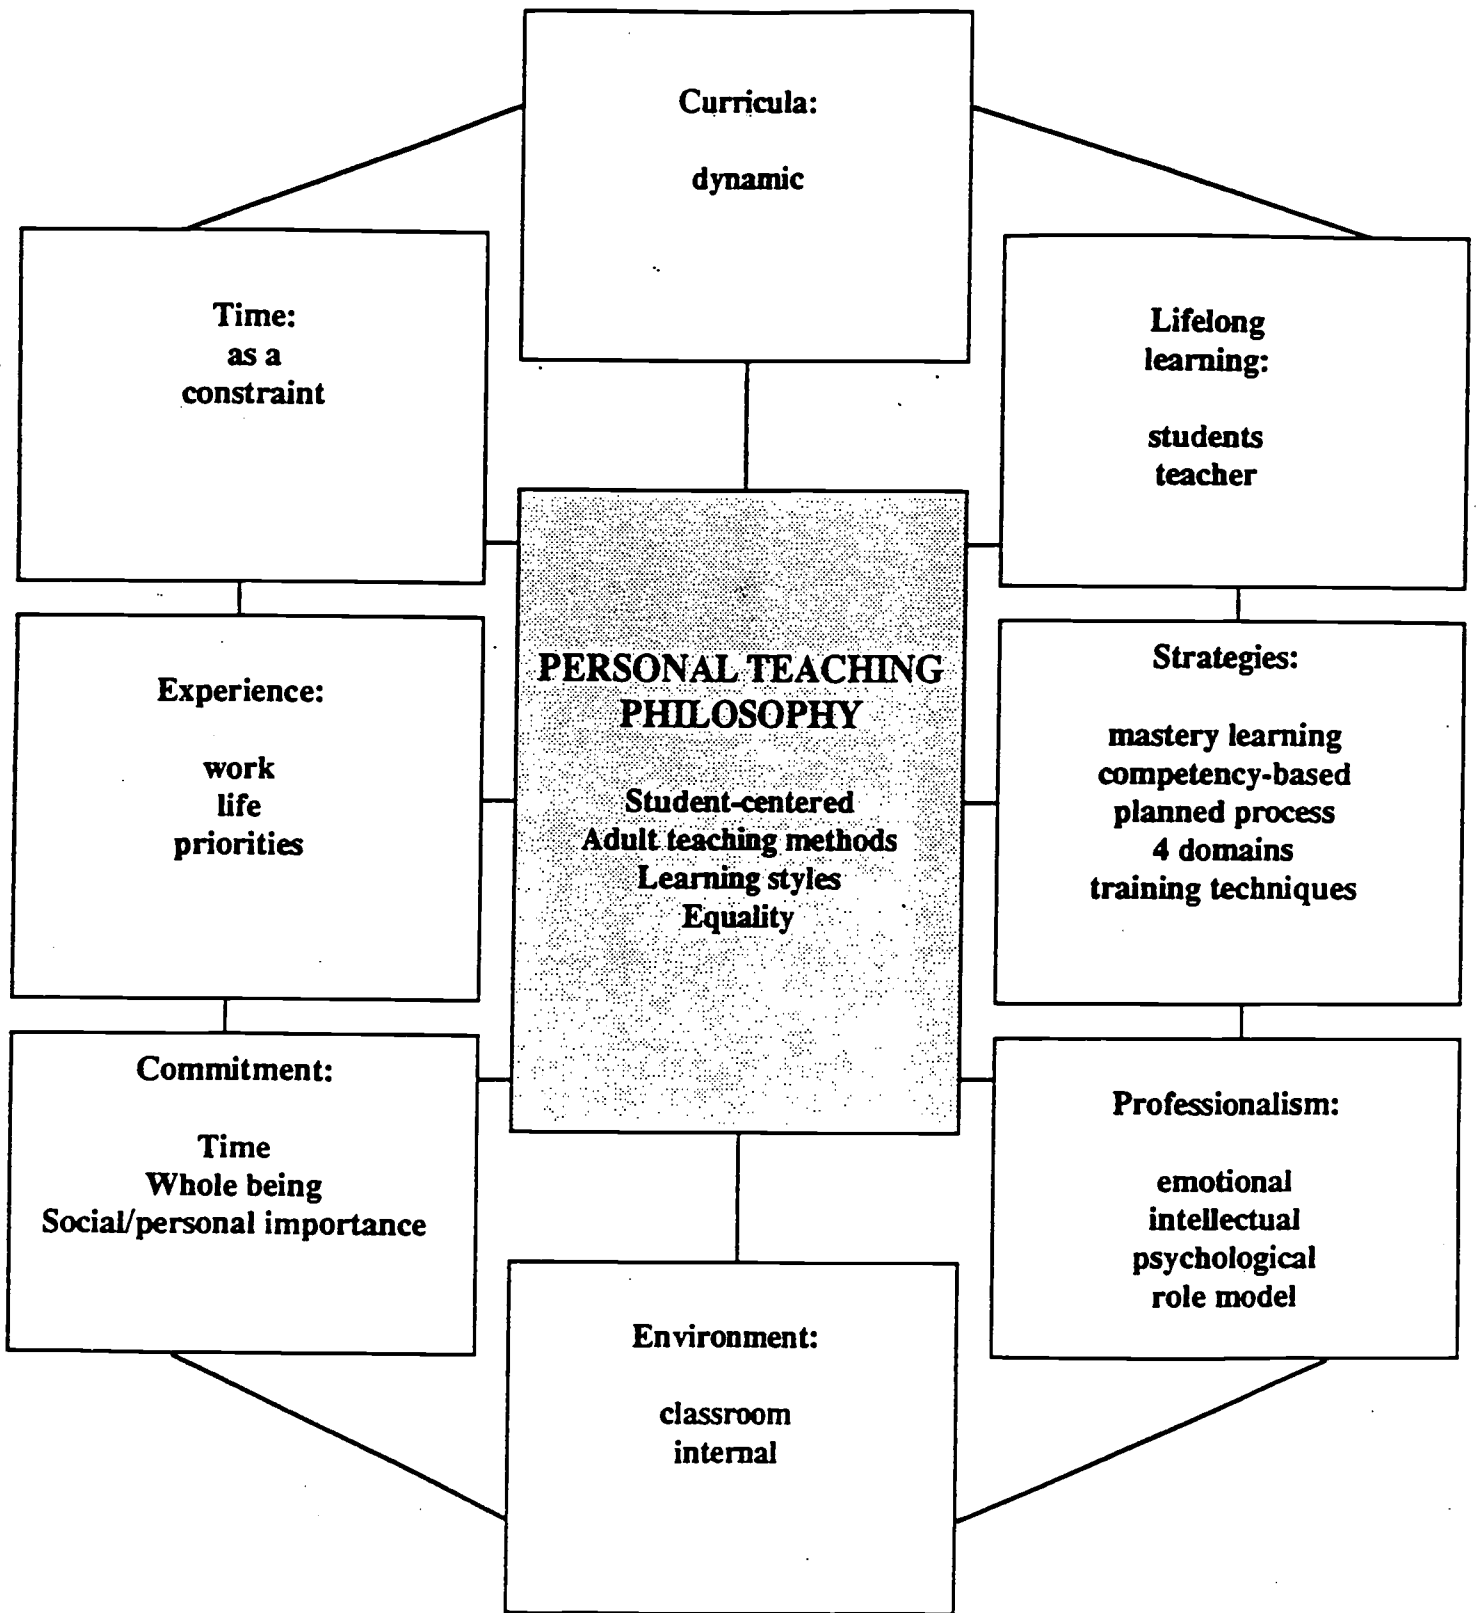 Curricula:
dynamic
Time:
as a
constraint
Lifelong
learning:
students
teacher
PERSONAL TEACHING
PHILOSOPHY
Student-centered
Adult teaching methods
Learning styles
Equality
Experience:
work
life
priorities
Strategies:
mastery learning
competency-based
planned process
4 domains
training techniques
Commitment:
Time
Whole being
Social/personal importance
Professionalism:
emotional
intellectual
psychological
role model
Environment:
classroom
internal